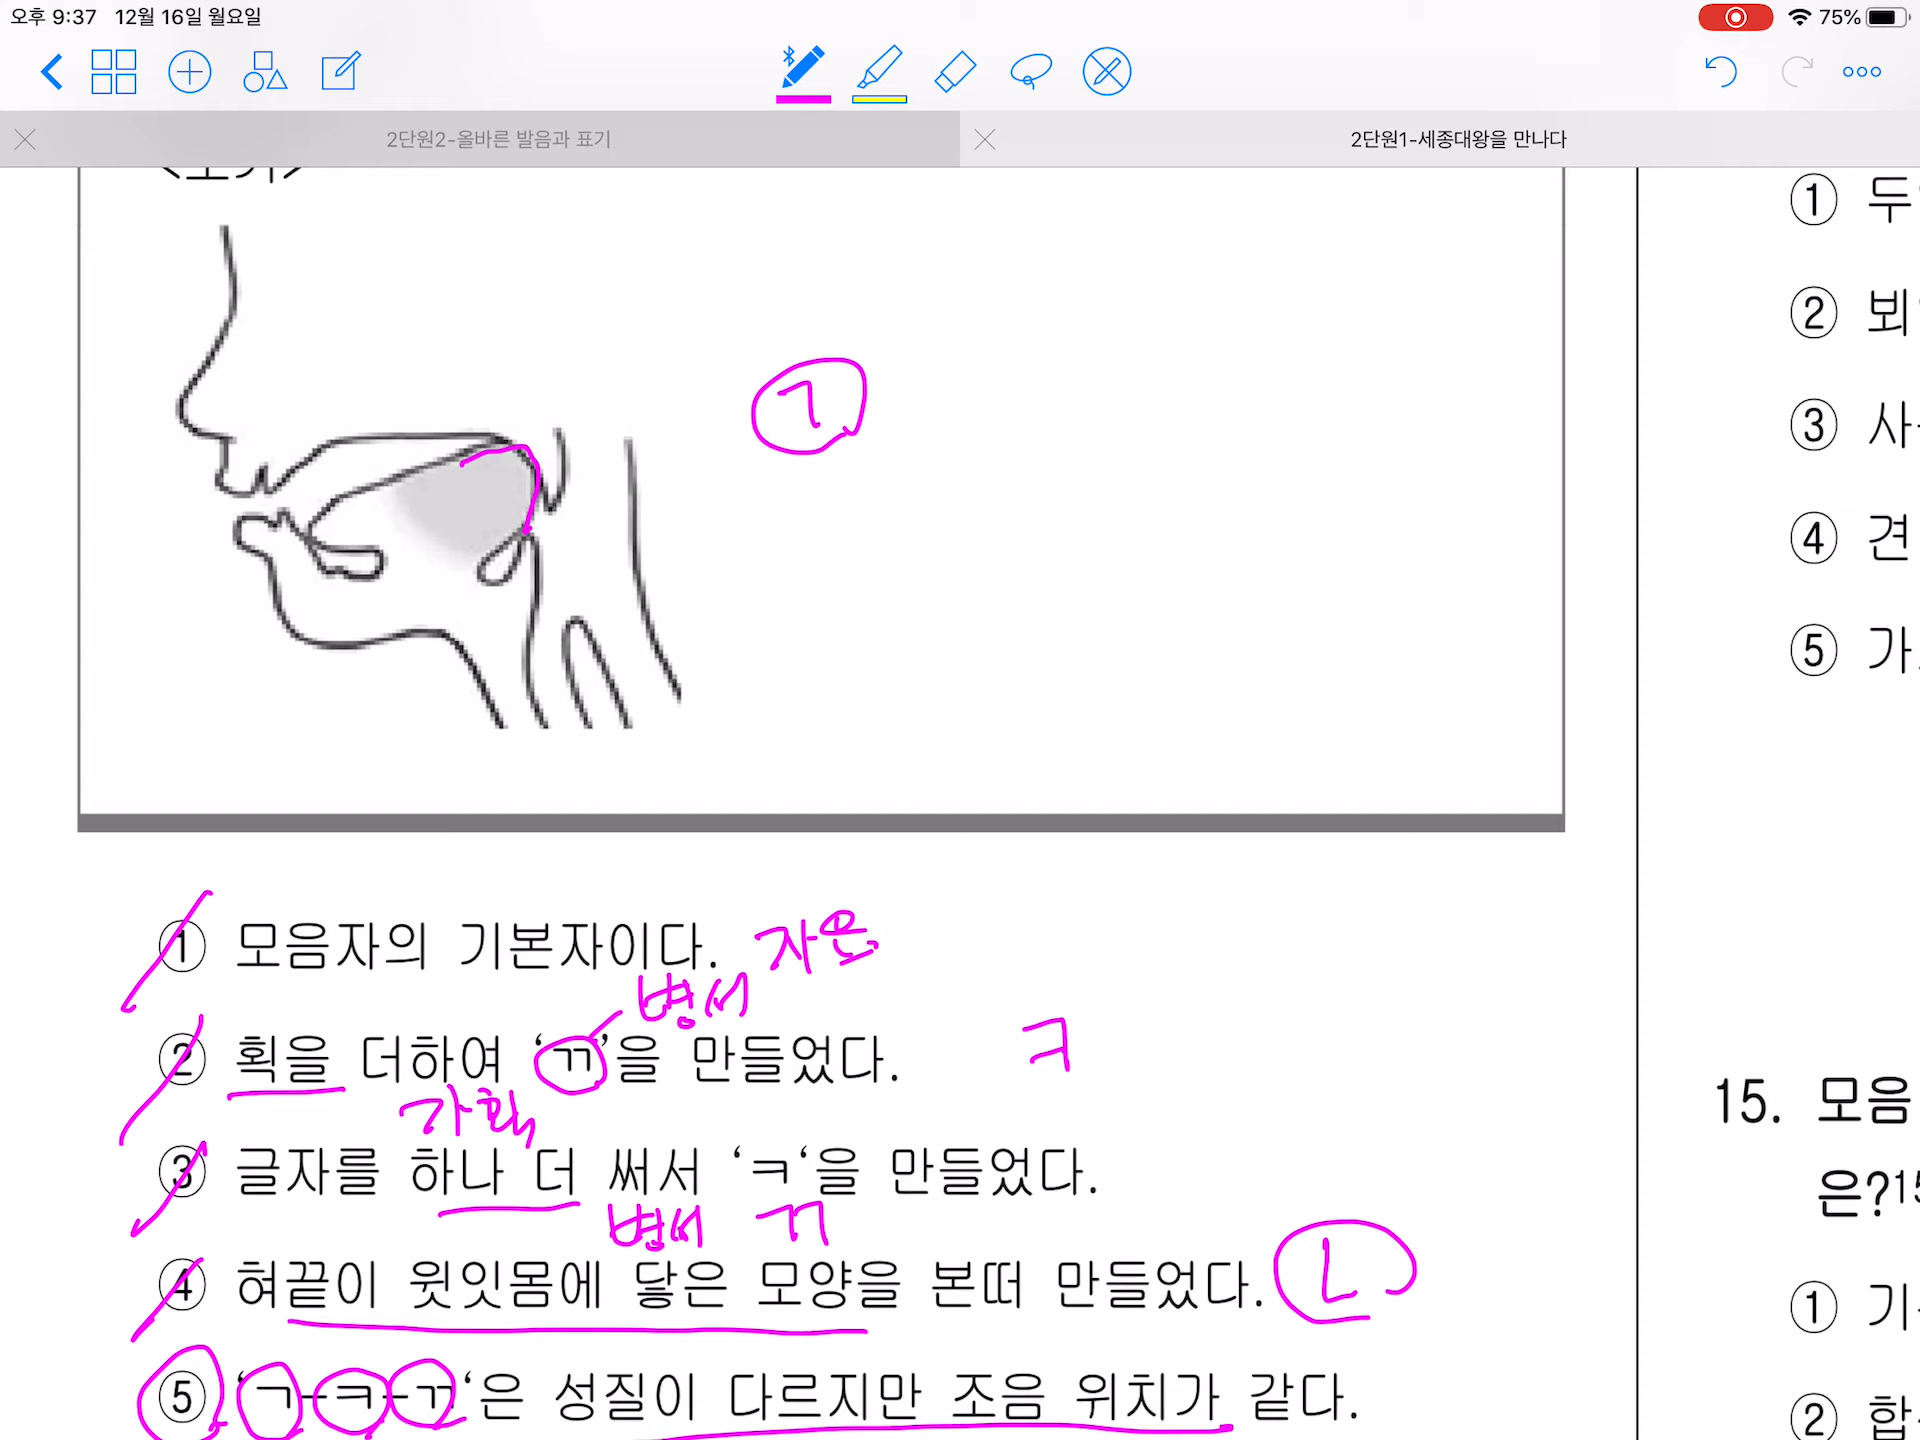 오후 9:37 12월 16일 월요일 75%
2단원2-올바른 발음과 표기 2단원1-세종대왕을 만나다
ㄱ
① 모음자의 기본자이다. 자음
병서
② 획을 더하여 ‘ㄲ’을 만들었다. ㅋ
가획
③ 글자를 하나 더 써서 ‘ㅋ‘을 만들었다.
병서 ㄲ
④ 혀끝이 윗잇몸에 닿은 모양을 본떠 만들었다. ㄴ
⑤ ‘ㄱ-ㅋ-ㄲ‘은 성질이 다르지만 조음 위치가 같다.
①
②
③
④ 견
⑤
15. 모음
은?
①
② 합